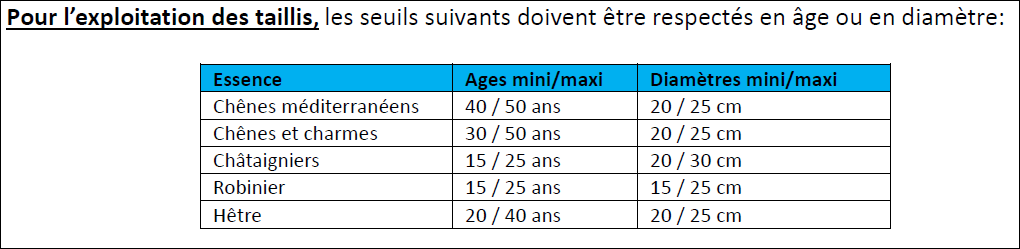 Pour l’exploitation des taillis, les seuils suivants doivent être respectés en âge ou en diamètre:
Essence Ages mini/maxi Diamètres mini/maxi
Chênes méditerranéens 40 / 50 ans 20 / 25 cm
Chênes et charmes 30 / 50 ans 20 / 25 cm
Châtaigniers 15 / 25 ans 20 / 30 cm
Robinier 15 / 25 ans 15 / 25 cm
Hêtre 20 / 40 ans 20 / 25 cm